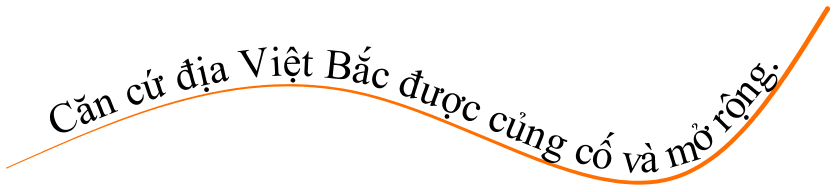 Căn cứ địa Việt Bắc được củng cố và mở rộng.